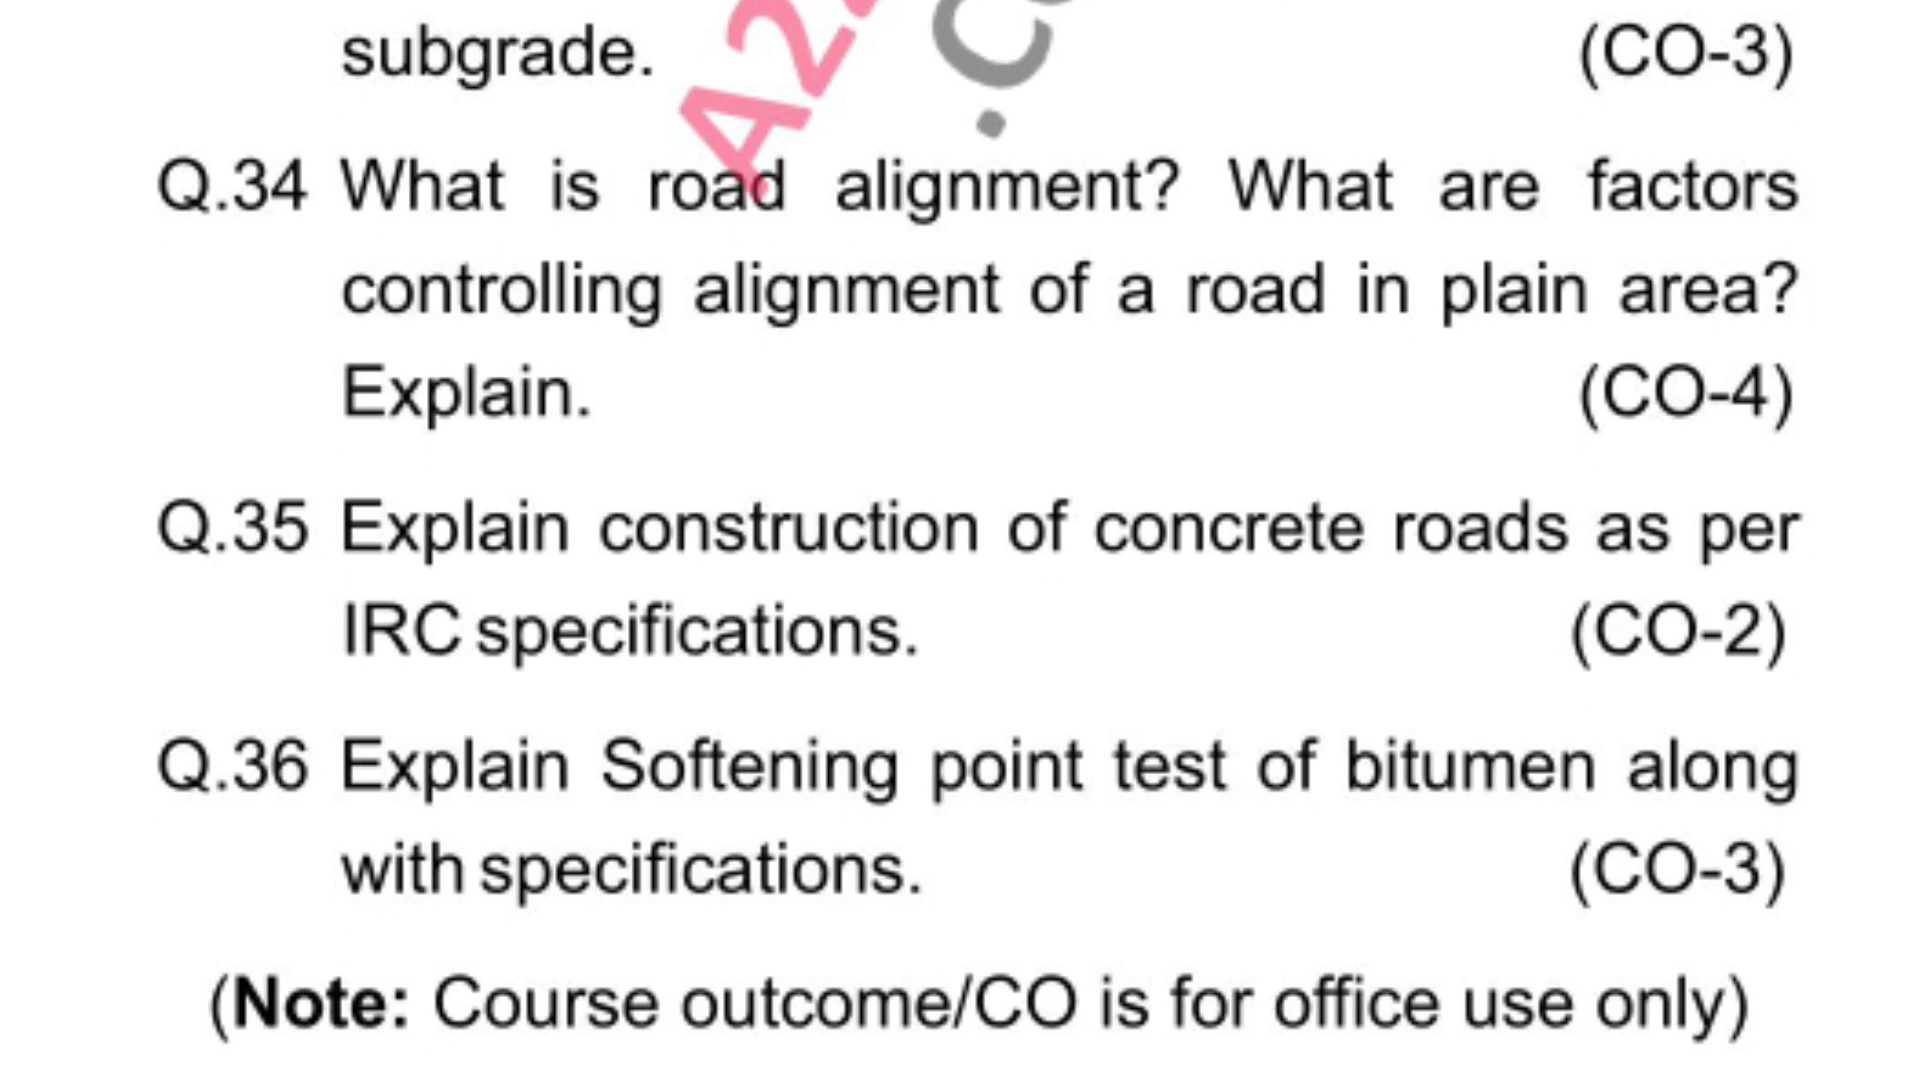 subgrade. (CO-3)
Q.34 What is road alignment? What are factors
controlling alignment of a road in plain area?
Explain. (CO-4)
Q.35 Explain construction of concrete roads as per
IRC specifications. (CO-2)
Q.36 Explain Softening point test of bitumen along
with specifications. (CO-3)
(Note: Course outcome/CO is for office use only)